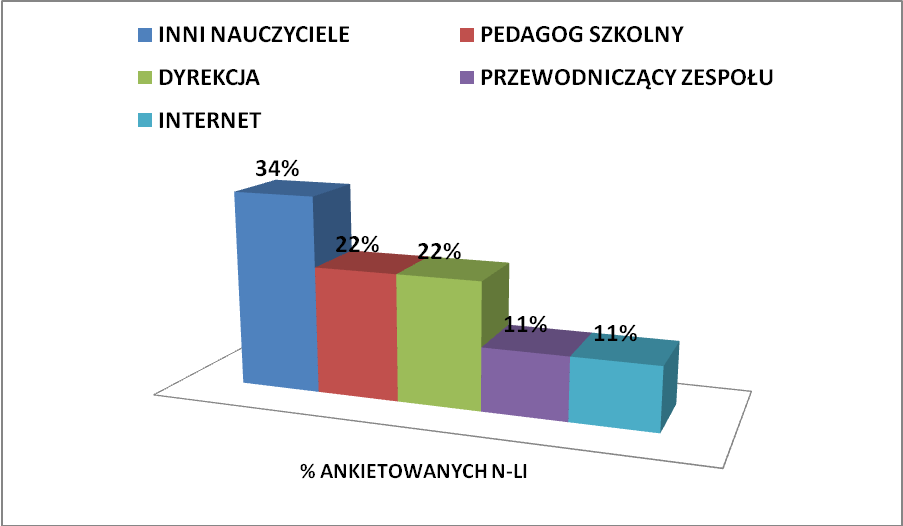 INNI NAUCZYCIELE
PEDAGOG SZKOLNY
DYREKCJA
PRZEWODNICZĄCY ZESPOŁU
INTERNET
34%
22%
22%
11%
11%
% ANKIETOWANYCH N-LI